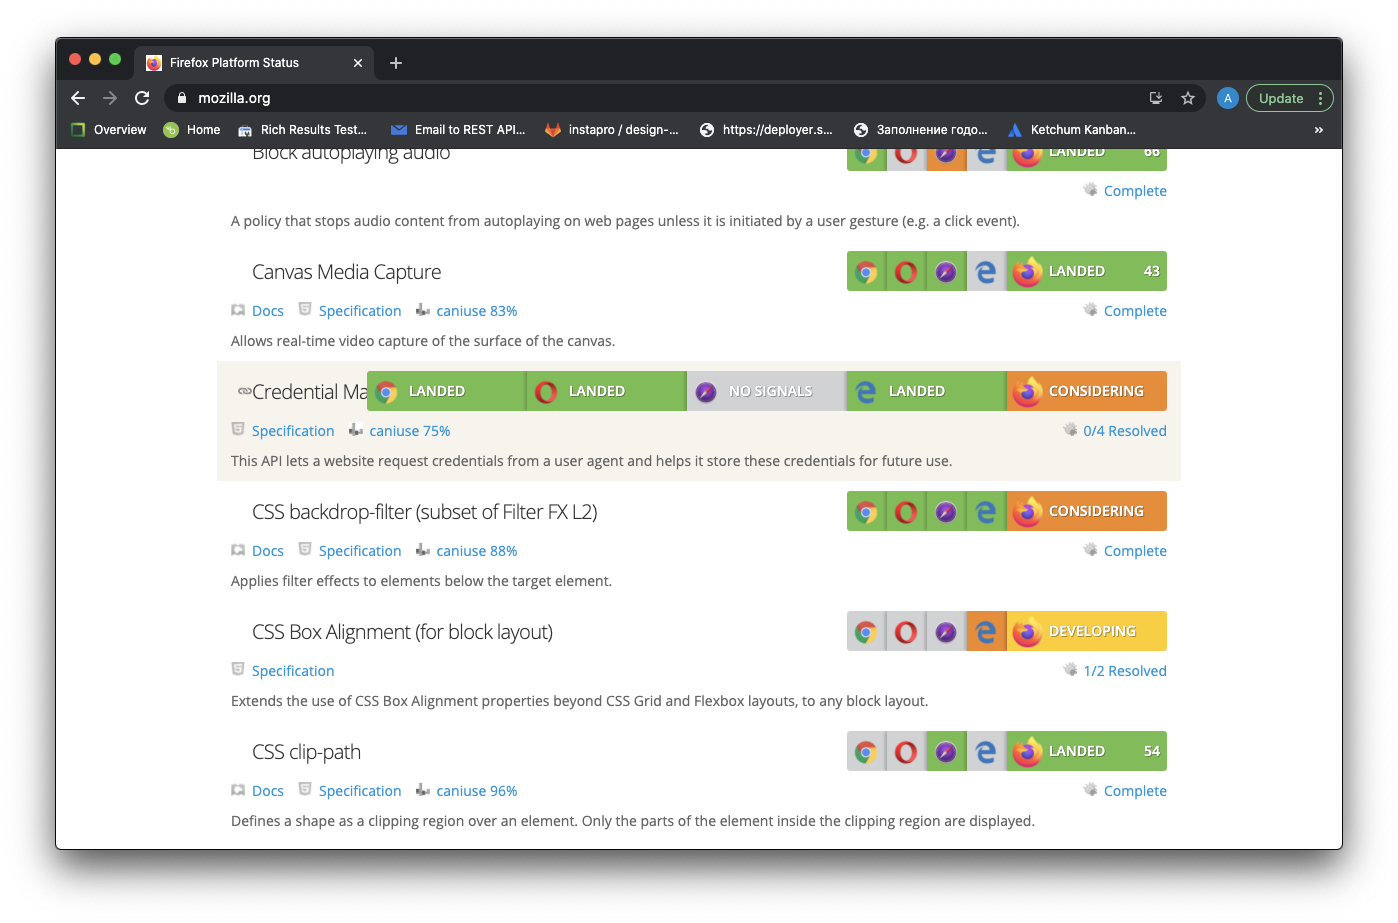 Firefox Platform Status
mozilla.org
A
Update
Overview Home Rich Results Test... Email to REST API... instapro / design-... https://deployer.s... Заполнение годо... Ketchum Kanban... »
Block autoplaying audio
LANDED 66
Complete
A policy that stops audio content from autoplaying on web pages unless it is initiated by a user gesture (e.g. a click event).
Canvas Media Capture
LANDED 43
Docs Specification caniuse 83%
Complete
Allows real-time video capture of the surface of the canvas.
Credential Ma
LANDED LANDED NO SIGNALS LANDED CONSIDERING
Specification caniuse 75%
0/4 Resolved
This API lets a website request credentials from a user agent and helps it store these credentials for future use.
CSS backdrop-filter (subset of Filter FX L2)
CONSIDERING
Docs Specification caniuse 88%
Complete
Applies filter effects to elements below the target element.
CSS Box Alignment (for block layout)
DEVELOPING
Specification
1/2 Resolved
Extends the use of CSS Box Alignment properties beyond CSS Grid and Flexbox layouts, to any block layout.
CSS clip-path
LANDED 54
Docs Specification caniuse 96%
Complete
Defines a shape as a clipping region over an element. Only the parts of the element inside the clipping region are displayed.